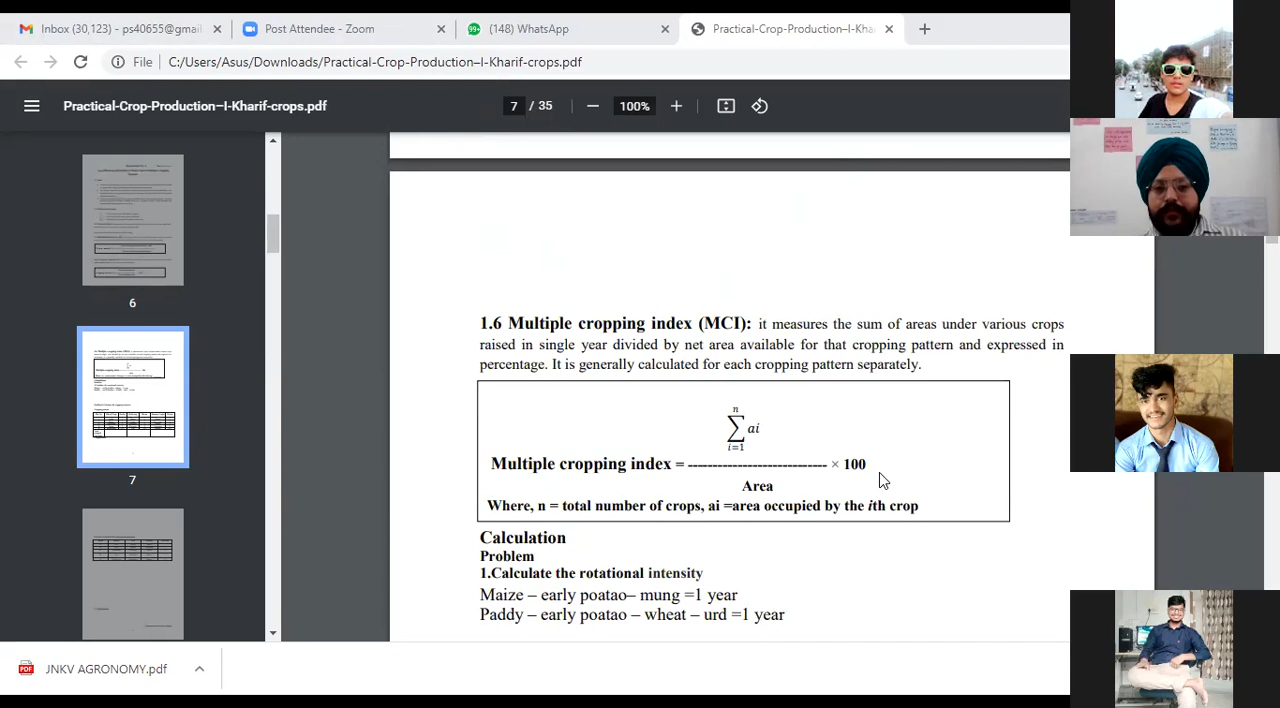 Inbox (30,123) - ps40655@gmail
Post Attendee - Zoom
99+
(148) WhatsApp
Practical-Crop-Production–I-Kha
File
C:/Users/Asus/Downloads/Practical-Crop-Production–I-Kharif-crops.pdf
Practical-Crop-Production–I-Kharif-crops.pdf
7 / 35
100%
6
7
1.6 Multiple cropping index (MCI): it measures the sum of areas under various crops
raised in single year divided by net area available for that cropping pattern and expressed in
percentage. It is generally calculated for each cropping pattern separately.
n
∑ ai
i=1
Multiple cropping index = ---------------------------- × 100
Area
Where, n = total number of crops, ai =area occupied by the ith crop
Calculation
Problem
1.Calculate the rotational intensity
Maize – early poatao– mung =1 year
Paddy – early poatao – wheat – urd =1 year
JNKV AGRONOMY.pdf